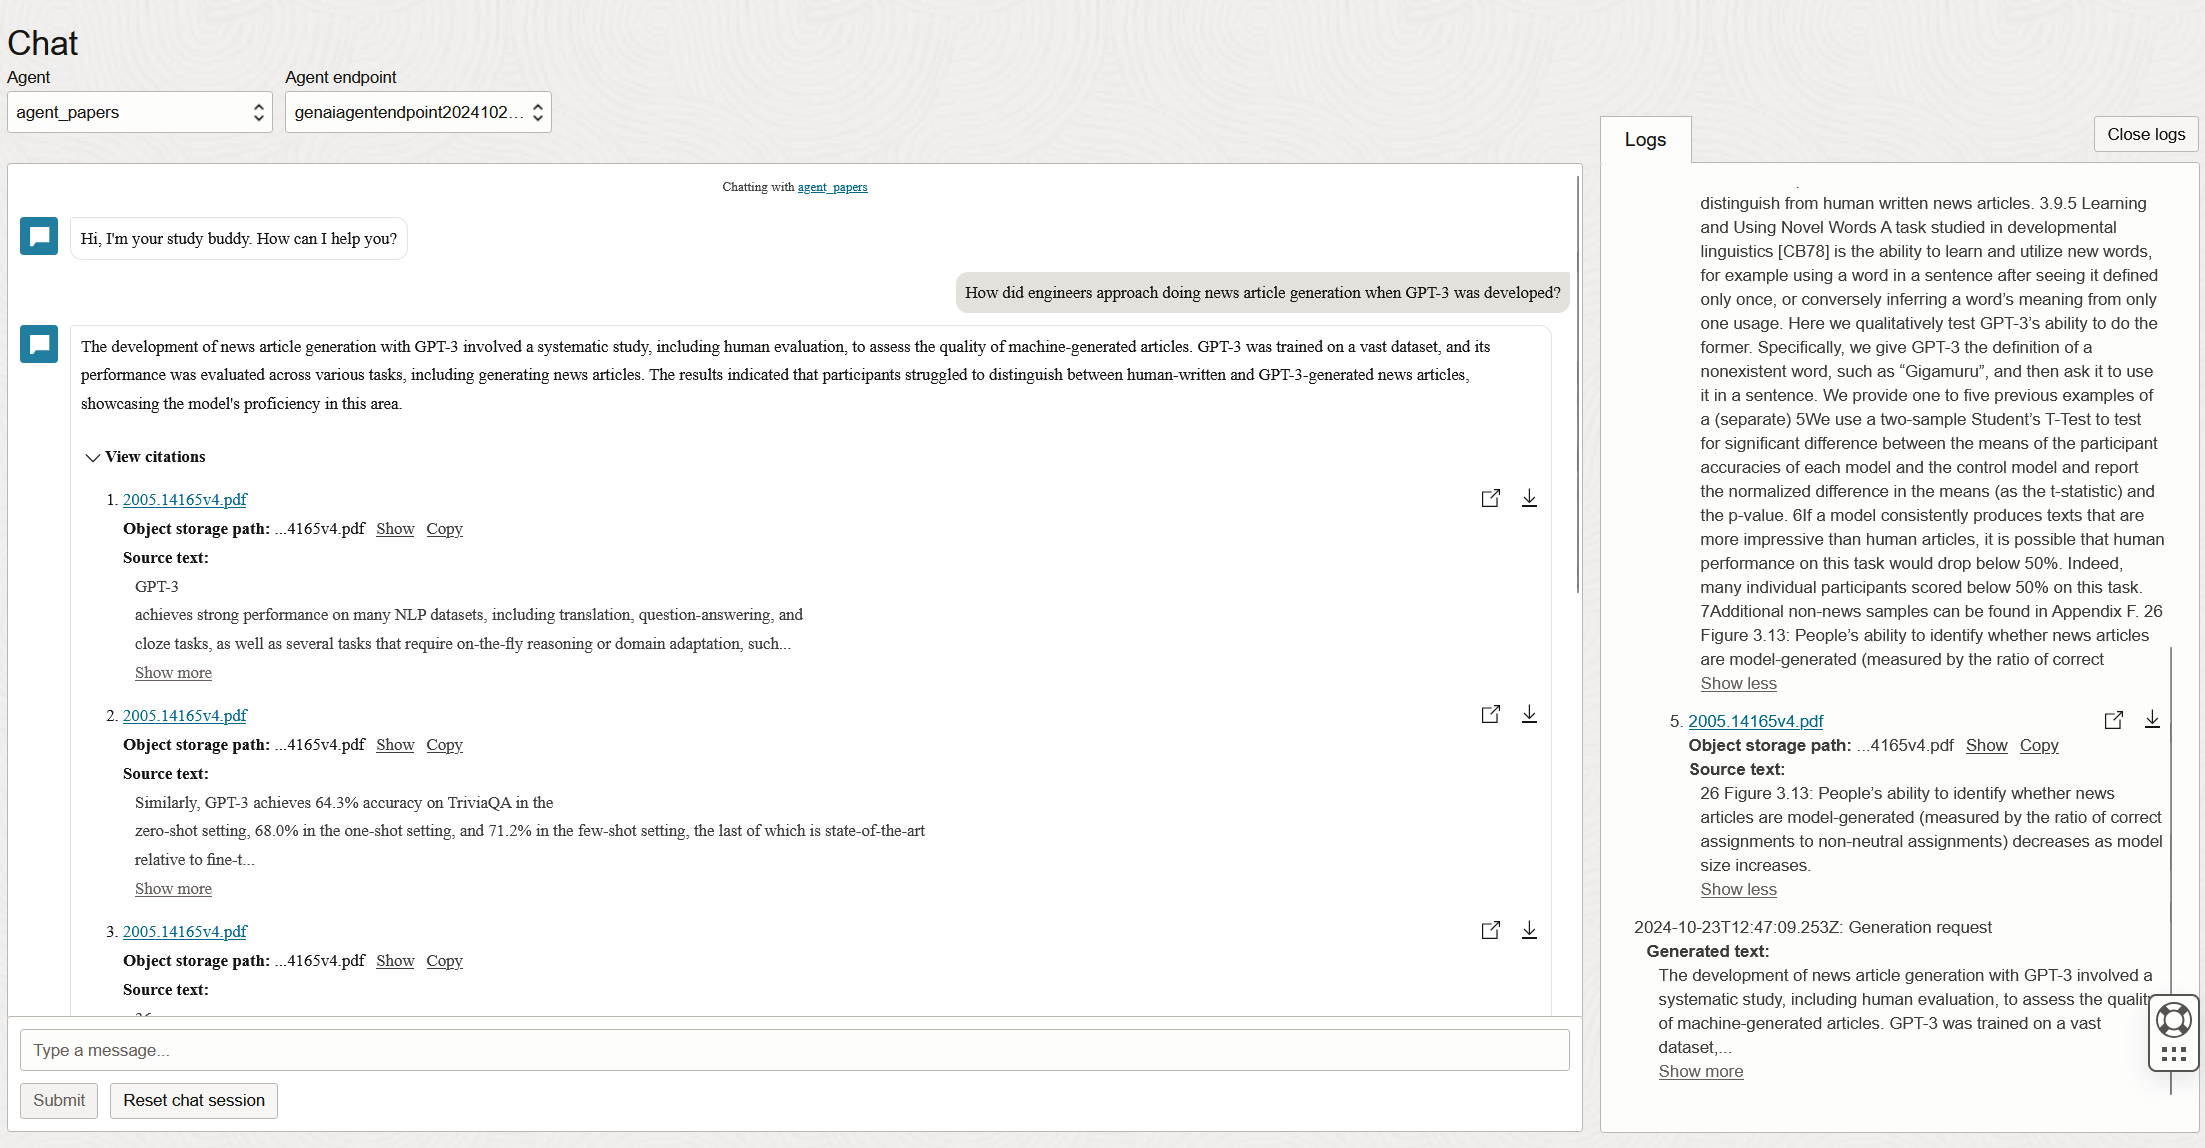 Chat
Agent
Agent endpoint
agent_papers
genaiagentendpoint2024102...
Chatting with agent_papers
Hi, I'm your study buddy. How can I help you?
How did engineers approach doing news article generation when GPT-3 was developed?
The development of news article generation with GPT-3 involved a systematic study, including human evaluation, to assess the quality of machine-generated articles. GPT-3 was trained on a vast dataset, and its
performance was evaluated across various tasks, including generating news articles. The results indicated that participants struggled to distinguish between human-written and GPT-3-generated news articles,
showcasing the model's proficiency in this area.
View citations
1. 2005.14165v4.pdf
Object storage path: ...4165v4.pdf Show Copy
Source text:
GPT-3
achieves strong performance on many NLP datasets, including translation, question-answering, and
cloze tasks, as well as several tasks that require on-the-fly reasoning or domain adaptation, such...
Show more
2. 2005.14165v4.pdf
Object storage path: ...4165v4.pdf Show Copy
Source text:
Similarly, GPT-3 achieves 64.3% accuracy on TriviaQA in the
zero-shot setting, 68.0% in the one-shot setting, and 71.2% in the few-shot setting, the last of which is state-of-the-art
relative to fine-t...
Show more
3. 2005.14165v4.pdf
Object storage path: ...4165v4.pdf Show Copy
Source text:
Type a message...
Submit
Reset chat session
Logs
Close logs
distinguish from human written news articles. 3.9.5 Learning
and Using Novel Words A task studied in developmental
linguistics [CB78] is the ability to learn and utilize new words,
for example using a word in a sentence after seeing it defined
only once, or conversely inferring a word’s meaning from only
one usage. Here we qualitatively test GPT-3’s ability to do the
former. Specifically, we give GPT-3 the definition of a
nonexistent word, such as “Gigamuru”, and then ask it to use
it in a sentence. We provide one to five previous examples of
a (separate) 5We use a two-sample Student’s T-Test to test
for significant difference between the means of the participant
accuracies of each model and the control model and report
the normalized difference in the means (as the t-statistic) and
the p-value. 6If a model consistently produces texts that are
more impressive than human articles, it is possible that human
performance on this task would drop below 50%. Indeed,
many individual participants scored below 50% on this task.
7Additional non-news samples can be found in Appendix F. 26
Figure 3.13: People’s ability to identify whether news articles
are model-generated (measured by the ratio of correct
Show less
5. 2005.14165v4.pdf
Object storage path: ...4165v4.pdf Show Copy
Source text:
26 Figure 3.13: People’s ability to identify whether news
articles are model-generated (measured by the ratio of correct
assignments to non-neutral assignments) decreases as model
size increases.
Show less
2024-10-23T12:47:09.253Z: Generation request
Generated text:
The development of news article generation with GPT-3 involved a
systematic study, including human evaluation, to assess the quality
of machine-generated articles. GPT-3 was trained on a vast
dataset,...
Show more